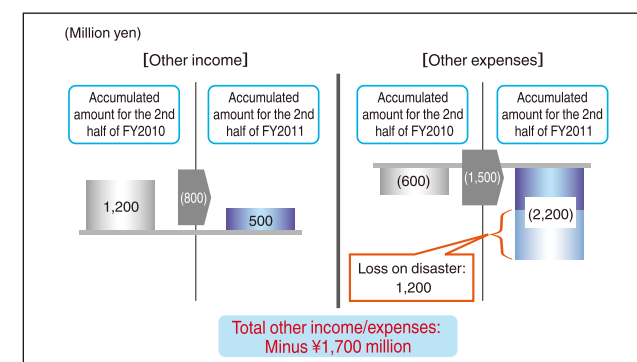 (Million yen)
[Other income]
Accumulated
amount for the 2nd
half of FY2010
Accumulated
amount for the 2nd
half of FY2011
1,200
(800)
500
[Other expenses]
Accumulated
amount for the 2nd
half of FY2010
Accumulated
amount for the 2nd
half of FY2011
(600)
(1,500)
(2,200)
Loss on disaster:
1,200
Total other income/expenses:
Minus ¥1,700 million